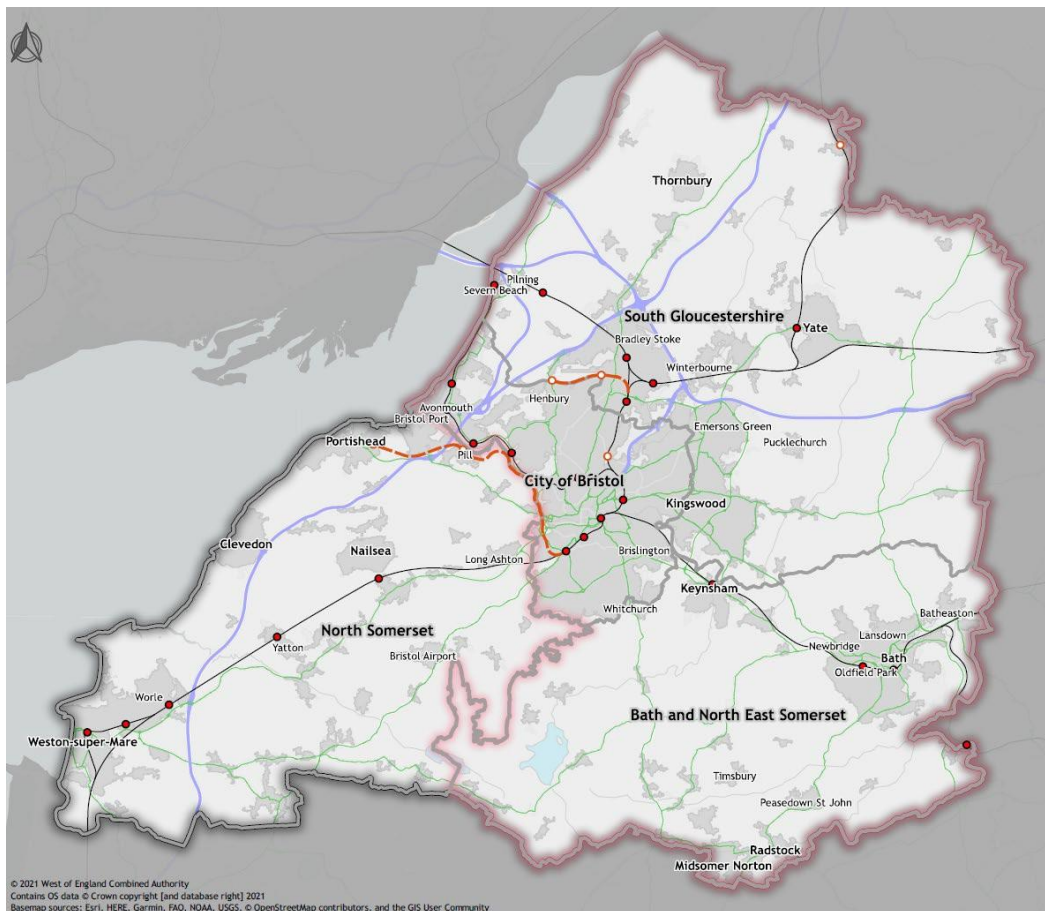 Thornbury
Pilning
Severn Beach
South Gloucestershire
Bradley Stoke
Yate
Winterbourne
Henbury
Avonmouth
Bristol Port
Emersons Green
Portishead
Pucklechurch
Pill
City of Bristol
Kingswood
Clevedon
Nailsea
Long Ashton
Brislington
Keynsham
Whitchurch
Batheaston
North Somerset
Lansdown
Yatton
Newbridge
Bristol Airport
Bath
Oldfield Park
Worle
Bath and North East Somerset
Weston-super-Mare
Timsbury
Peasedown St John
Radstock
Midsomer Norton
© 2021 West of England Combined Authority
Contains OS data © Crown copyright [and database right] 2021
Basemap sources: Esri, HERE, Garmin, FAO, NOAA, USGS, © OpenStreetMap contributors, and the GIS User Community